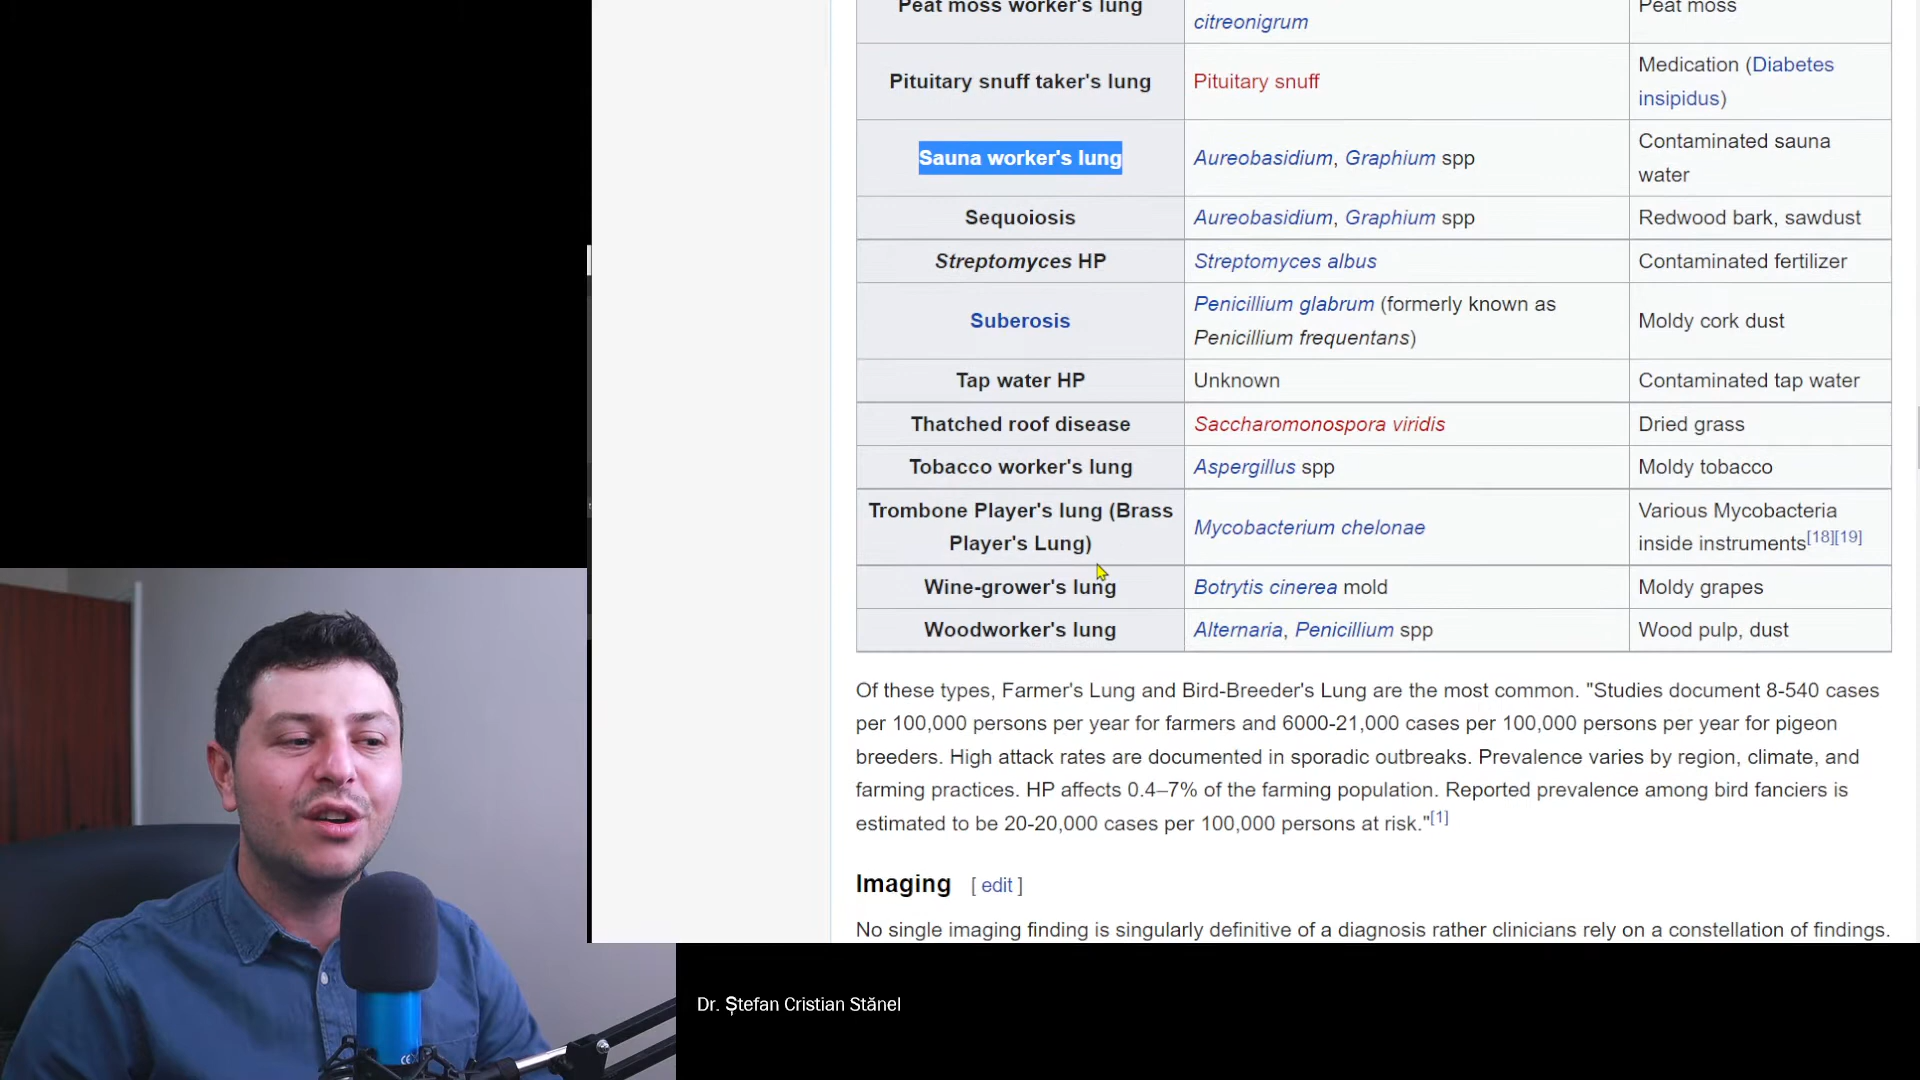 Peat moss worker's lung
citreonigrum
Peat moss
Pituitary snuff taker's lung
Pituitary snuff
Medication (Diabetes
insipidus)
Sauna worker's lung
Aureobasidium, Graphium spp
Contaminated sauna
water
Sequoiosis
Aureobasidium, Graphium spp
Redwood bark, sawdust
Streptomyces HP
Streptomyces albus
Contaminated fertilizer
Suberosis
Penicillium glabrum (formerly known as
Penicillium frequentans)
Moldy cork dust
Tap water HP
Unknown
Contaminated tap water
Thatched roof disease
Saccharomonospora viridis
Dried grass
Tobacco worker's lung
Aspergillus spp
Moldy tobacco
Trombone Player's lung (Brass
Player's Lung)
Mycobacterium chelonae
Various Mycobacteria
inside instruments[18][19]
Wine-grower's lung
Botrytis cinerea mold
Moldy grapes
Woodworker's lung
Alternaria, Penicillium spp
Wood pulp, dust
Of these types, Farmer's Lung and Bird-Breeder's Lung are the most common. "Studies document 8-540 cases
per 100,000 persons per year for farmers and 6000-21,000 cases per 100,000 persons per year for pigeon
breeders. High attack rates are documented in sporadic outbreaks. Prevalence varies by region, climate, and
farming practices. HP affects 0.4–7% of the farming population. Reported prevalence among bird fanciers is
estimated to be 20-20,000 cases per 100,000 persons at risk."[1]
Imaging [ edit ]
No single imaging finding is singularly definitive of a diagnosis rather clinicians rely on a constellation of findings.
Dr. Ștefan Cristian Stănel